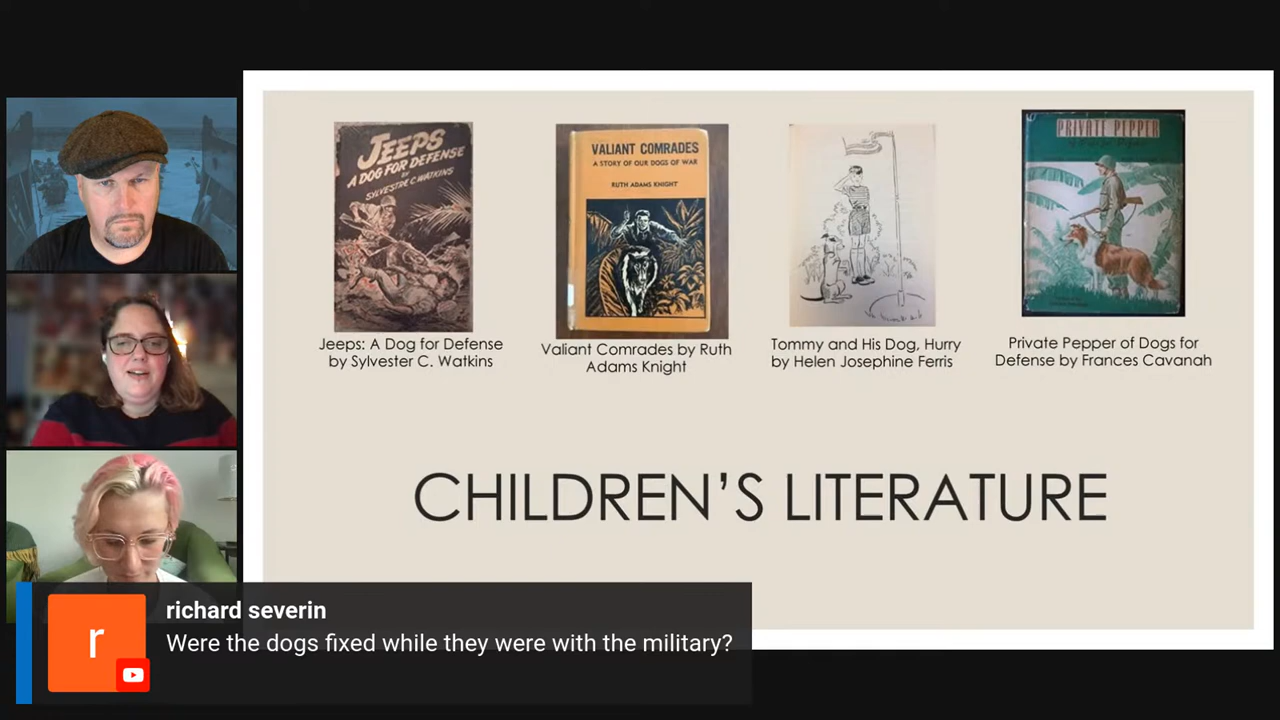 JEEPS
A DOG FOR DEFENSE
BY
SYLVESTER C. WATKINS
VALIANT COMRADES
A STORY OF OUR DOGS OF WAR
RUTH ADAMS KNIGHT
PRIVATE PEPPER
Jeeps: A Dog for Defense
by Sylvester C. Watkins
Valiant Comrades by Ruth
Adams Knight
Tommy and His Dog, Hurry
by Helen Josephine Ferris
Private Pepper of Dogs for
Defense by Frances Cavanah
CHILDREN'S LITERATURE
r
richard severin
Were the dogs fixed while they were with the military?